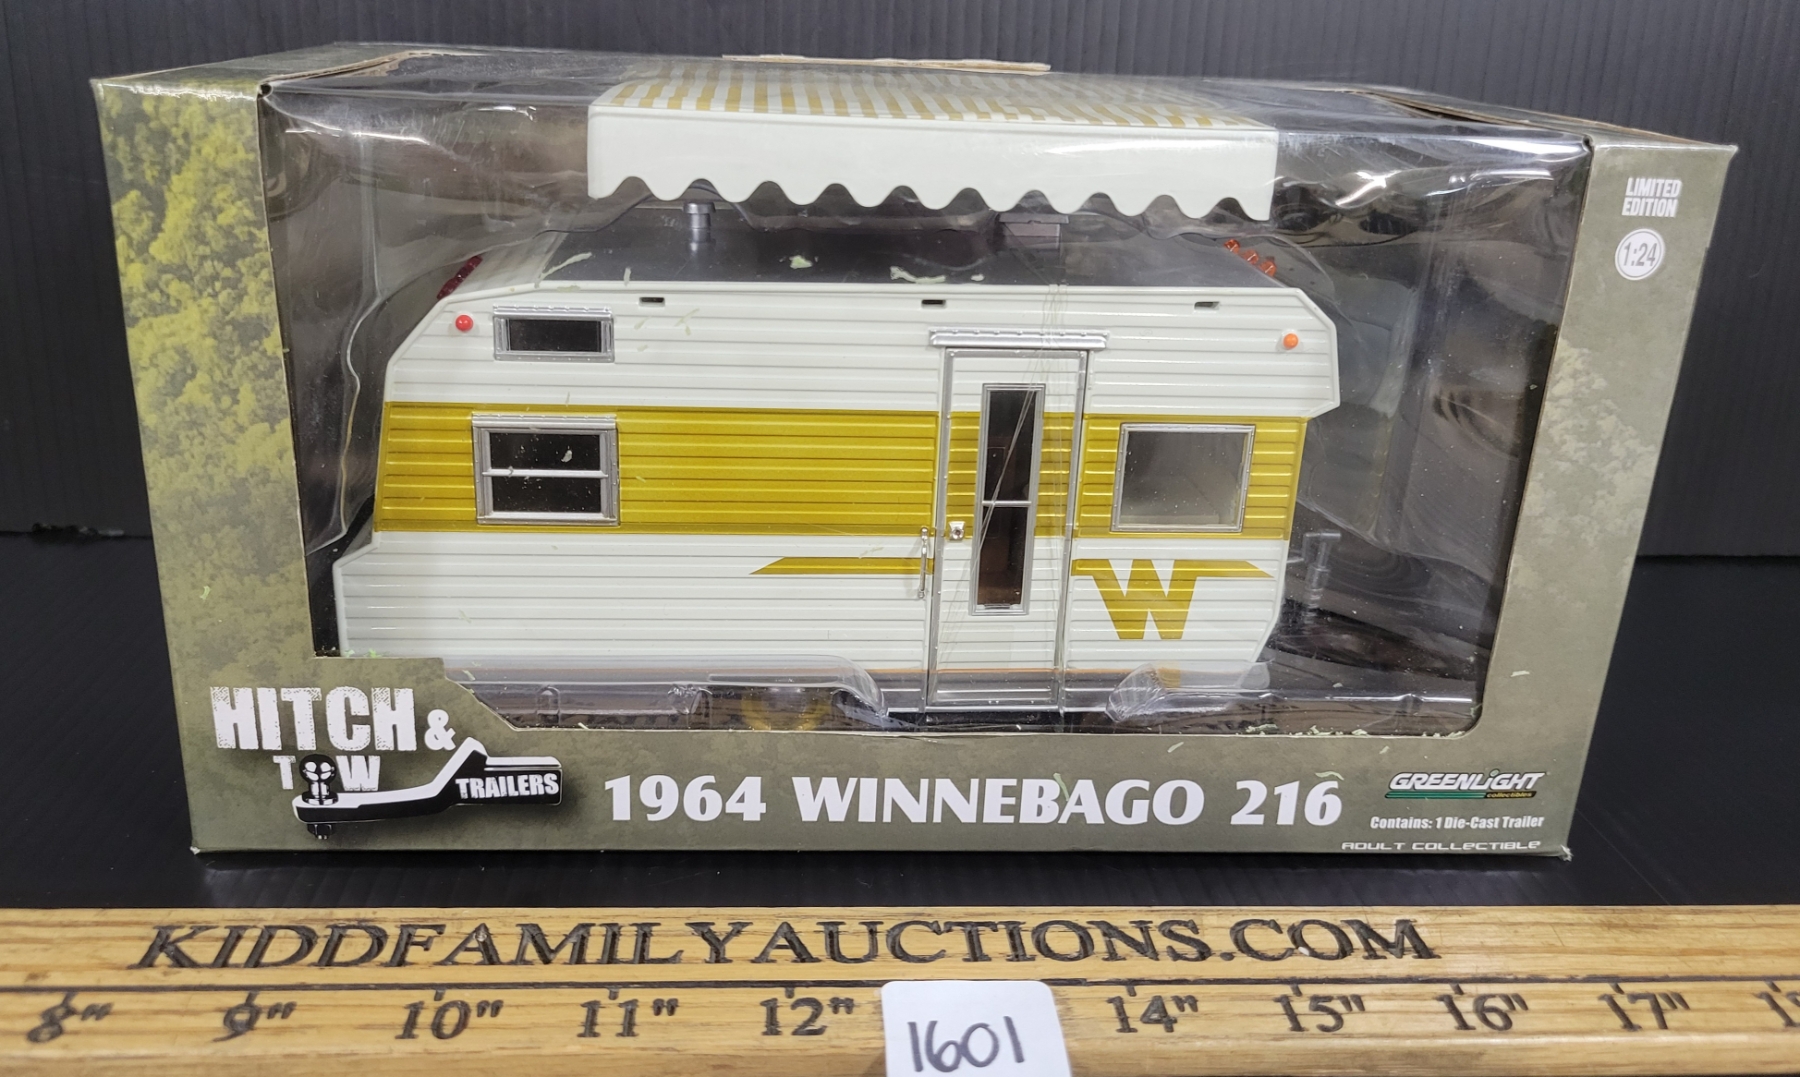 LIMITED
EDITION
1:24
W
HITCH &
TOW
TRAILERS
1964 WINNEBAGO 216
GREENLIGHT
collectibles
Contains: 1 Die-Cast Trailer
ADULT COLLECTIBLE
KIDDFAMILYAUCTIONS.COM
8" 9" 10" 11" 12" 14" 15" 16" 17"
1601